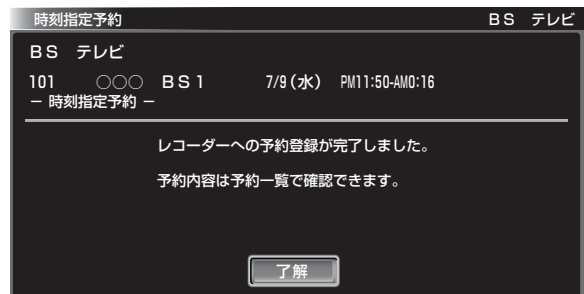 時刻指定予約 BS テレビ
BS テレビ
101 ○○○ BS1 7/9(水) PM11:50-AM0:16
− 時刻指定予約 −
レコーダーへの予約登録が完了しました。
予約内容は予約一覧で確認できます。
了解